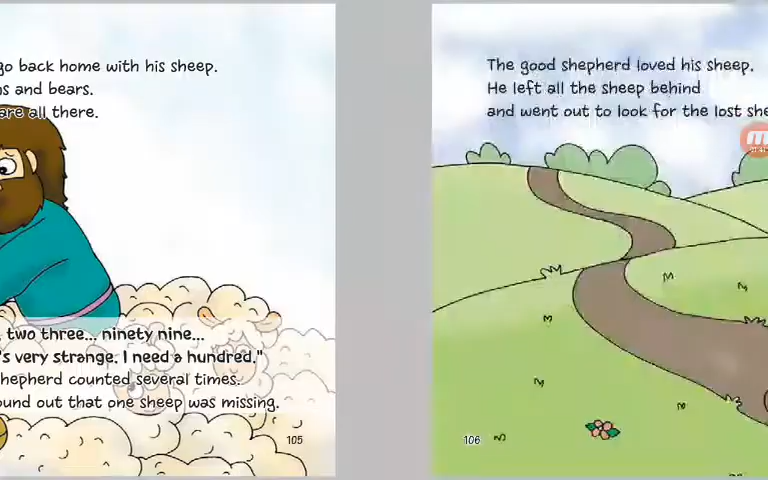 go back home with his sheep.
s and bears.
are all there.
two three... ninety nine...
s very strange. I need a hundred."
hepherd counted several times.
ound out that one sheep was missing.
105
The good shepherd loved his sheep.
He left all the sheep behind
and went out to look for the lost she
106